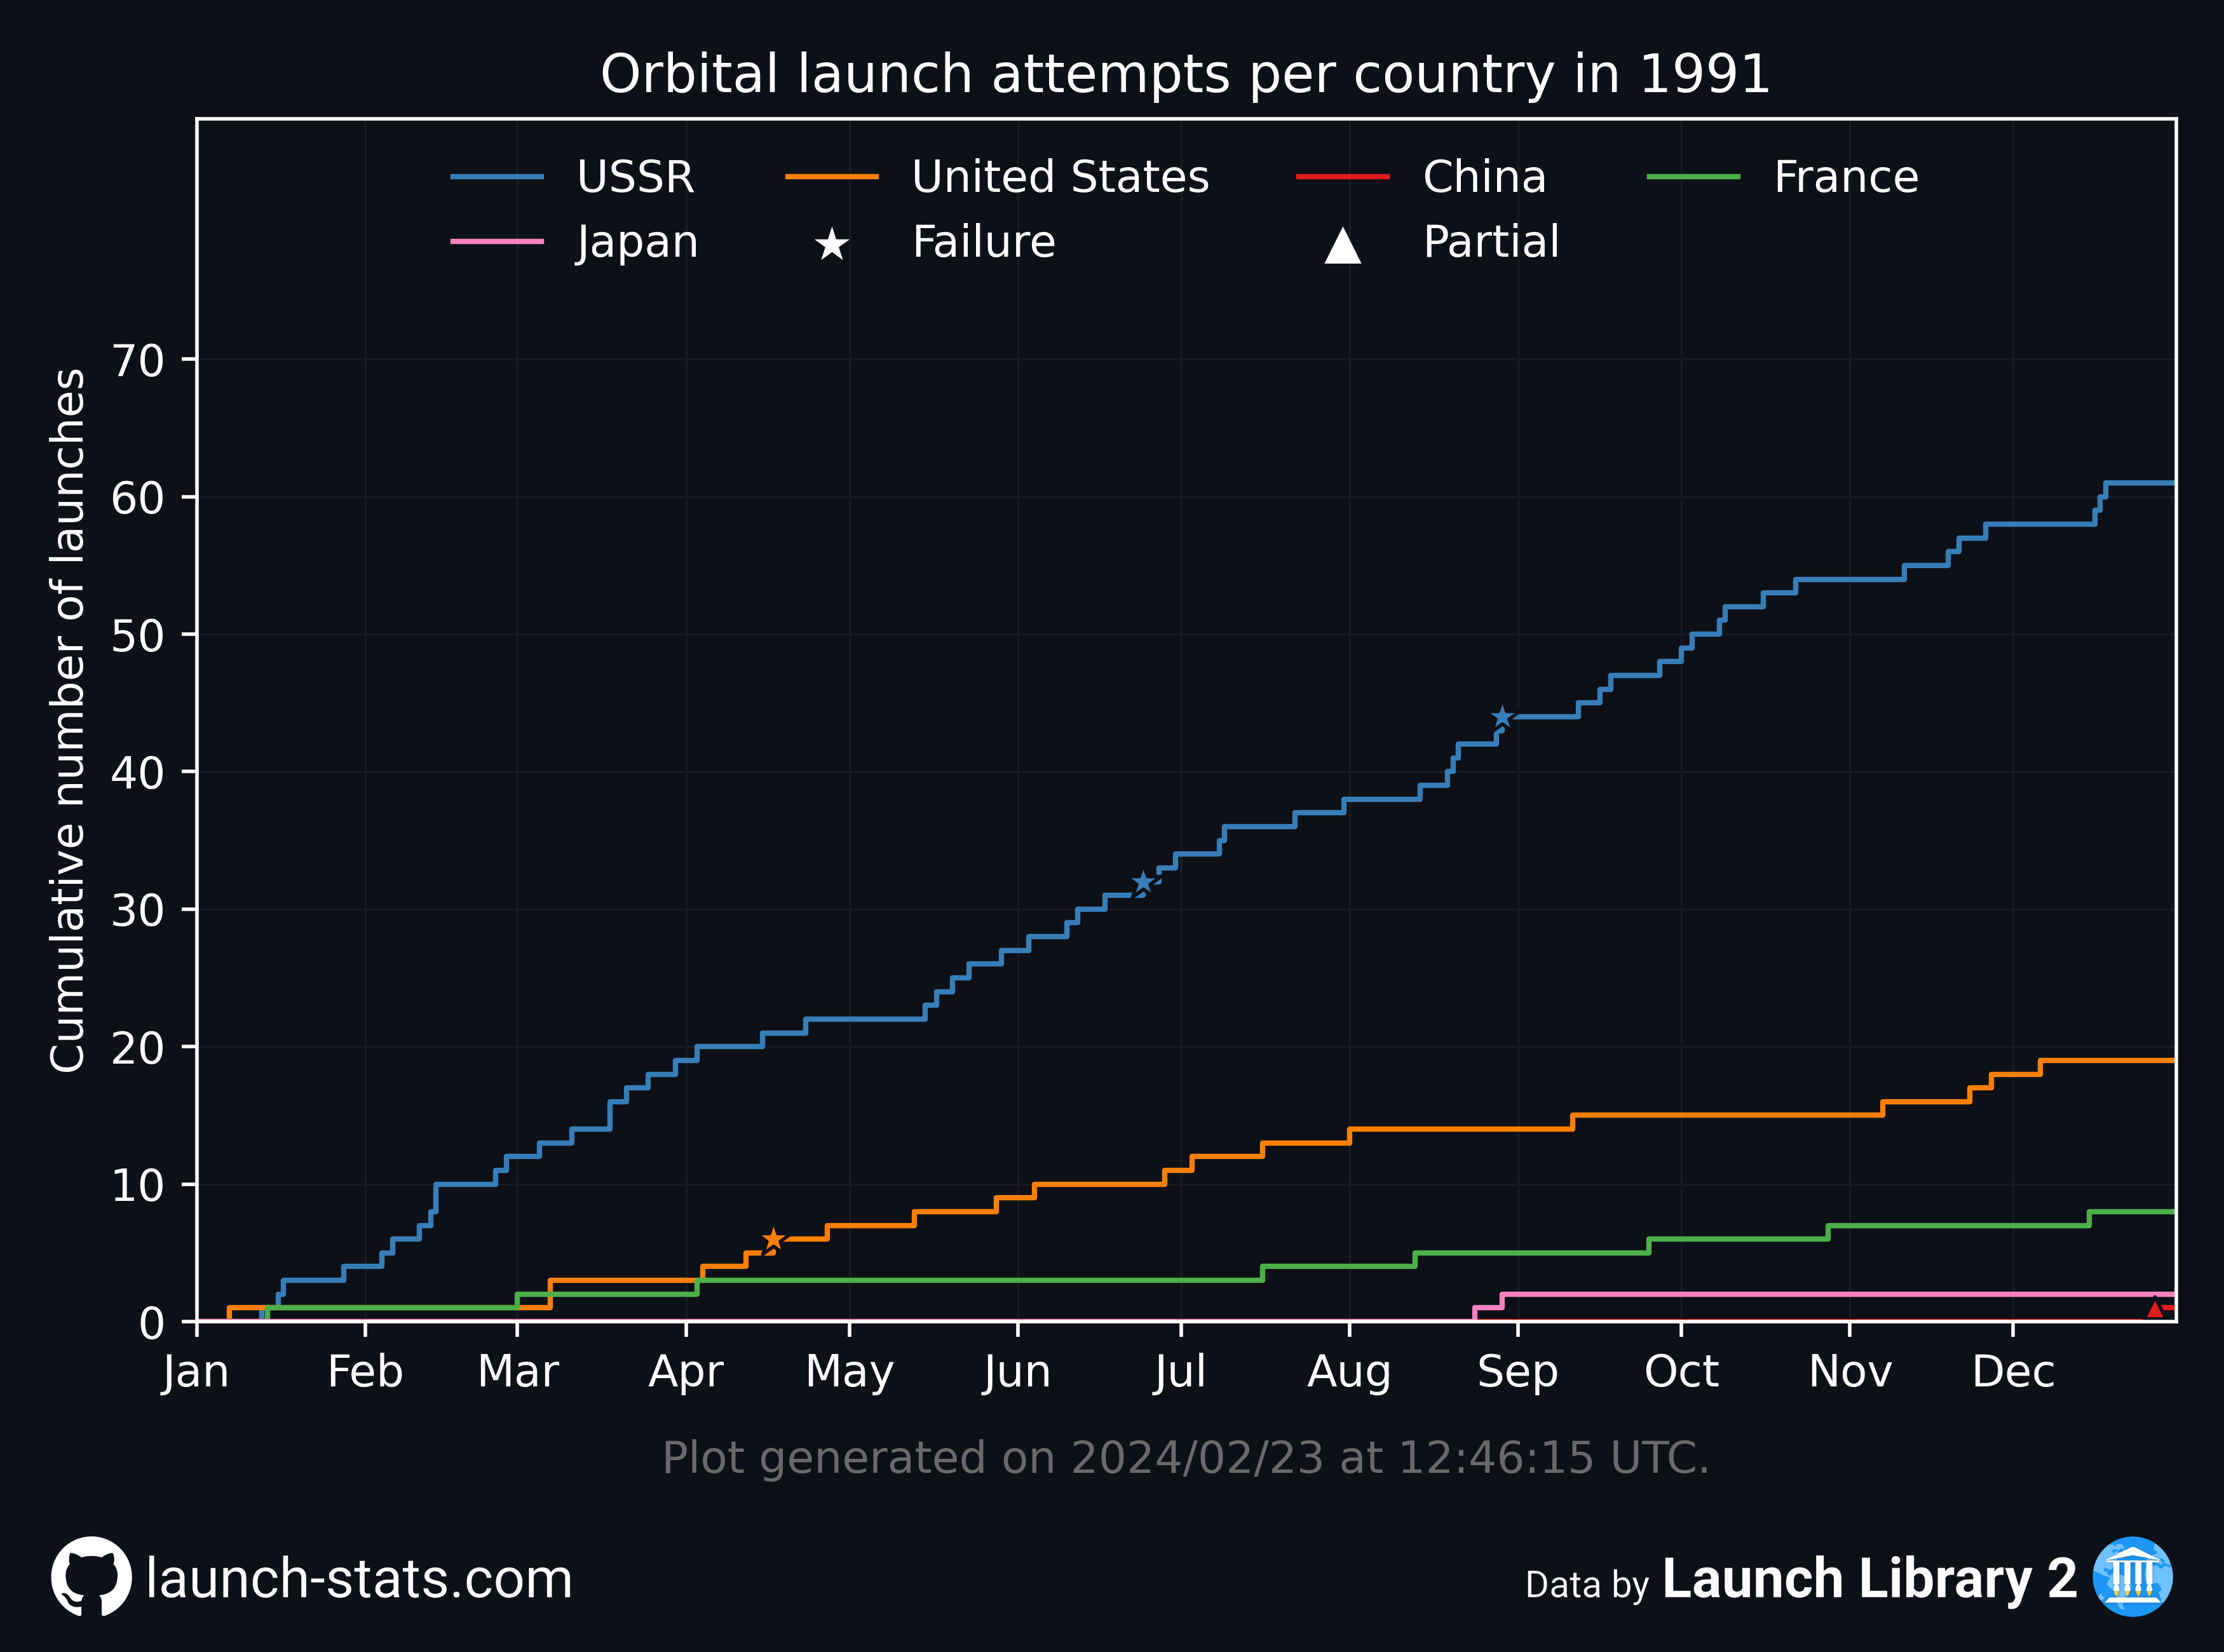 Orbital launch attempts per country in 1991
USSR United States China France
Japan Failure Partial
Cumulative number of launches
70
60
50
40
30
20
10
0
Jan Feb Mar Apr May Jun Jul Aug Sep Oct Nov Dec
Plot generated on 2024/02/23 at 12:46:15 UTC.
launch-stats.com
Data by Launch Library 2